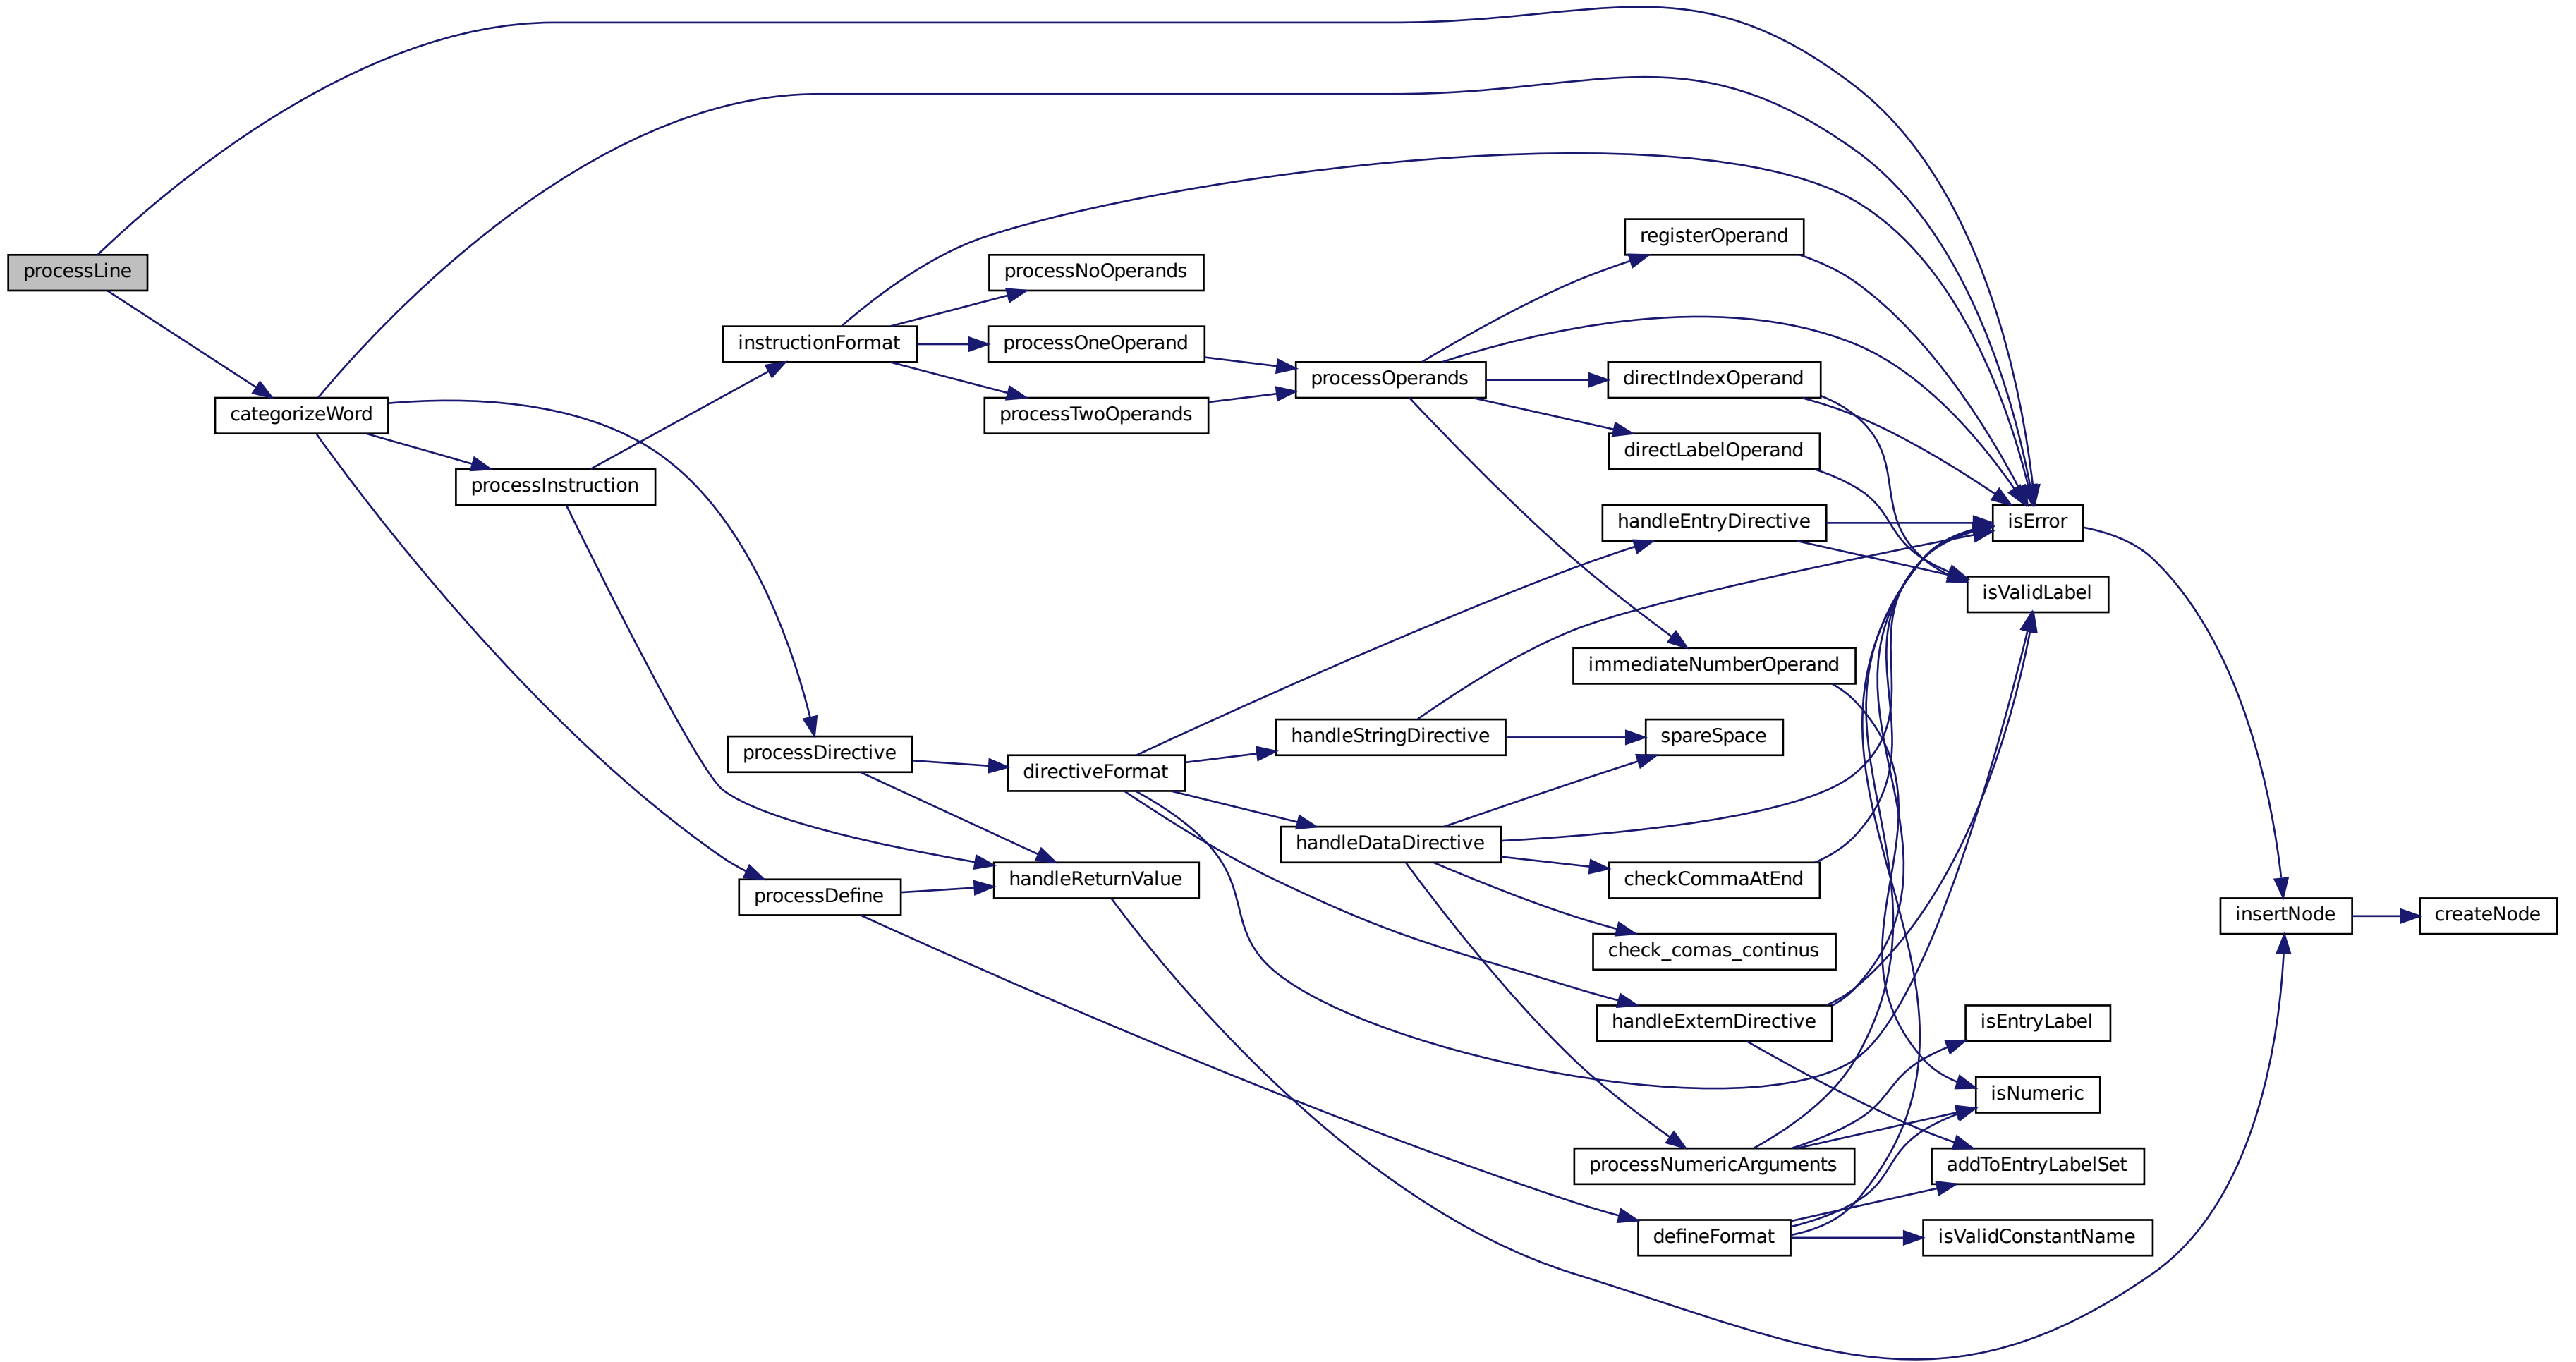 processLine
categorizeWord
processInstruction
instructionFormat
processNoOperands
processOneOperand
processTwoOperands
processOperands
registerOperand
directIndexOperand
directLabelOperand
handleEntryDirective
isError
isValidLabel
immediateNumberOperand
processDirective
directiveFormat
handleStringDirective
spareSpace
handleDataDirective
checkCommaAtEnd
processDefine
handleReturnValue
check_comas_continus
insertNode
createNode
handleExternDirective
isEntryLabel
isNumeric
processNumericArguments
addToEntryLabelSet
defineFormat
isValidConstantName